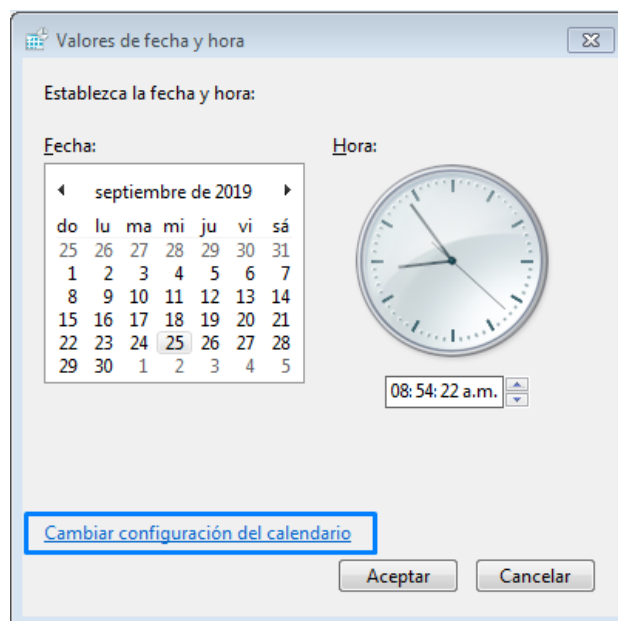 Valores de fecha y hora
Establezca la fecha y hora:
Fecha:
septiembre de 2019
do lu ma mi ju vi sá
25 26 27 28 29 30 31
1 2 3 4 5 6 7
8 9 10 11 12 13 14
15 16 17 18 19 20 21
22 23 24 25 26 27 28
29 30 1 2 3 4 5
Hora:
08:54:22 a.m.
Cambiar configuración del calendario
Aceptar
Cancelar